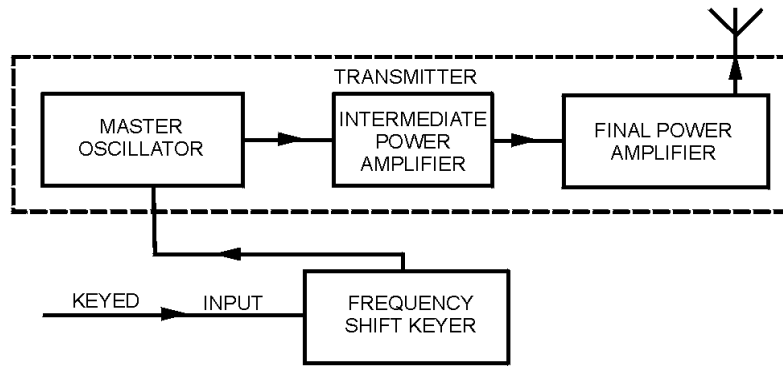 TRANSMITTER
MASTER
OSCILLATOR
INTERMEDIATE
POWER
AMPLIFIER
FINAL POWER
AMPLIFIER
KEYED INPUT
FREQUENCY
SHIFT KEYER